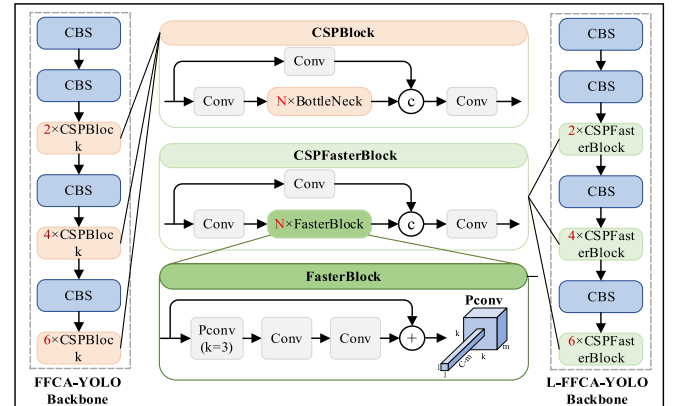 CBS
CBS
2×CSPBloc
k
CBS
4×CSPBloc
k
CBS
6×CSPBloc
k
FFCA-YOLO
Backbone
CSPBlock
Conv
Conv
N×BottleNeck
c
Conv
CSPFasterBlock
Conv
Conv
N×FasterBlock
c
Conv
FasterBlock
Pconv
(k=3)
Conv
Conv
+
Pconv
k
m
k
C-m
1
1
CBS
CBS
2×CSPFast
erBlock
CBS
4×CSPFast
erBlock
CBS
6×CSPFast
erBlock
L-FFCA-YOLO
Backbone